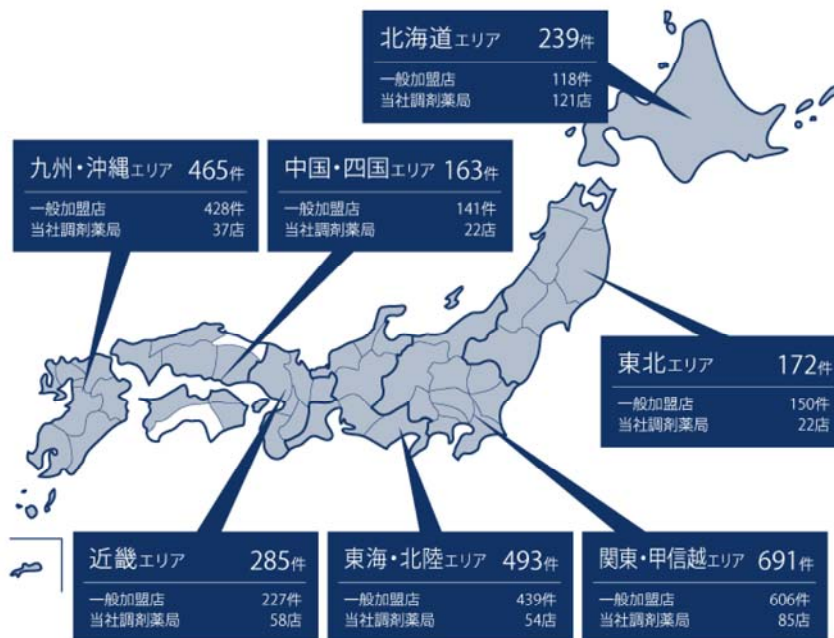 北海道エリア 239件
一般加盟店 118件
当社調剤薬局 121店
九州・沖縄エリア 465件
一般加盟店 428件
当社調剤薬局 37店
中国・四国エリア 163件
一般加盟店 141件
当社調剤薬局 22店
東北エリア 172件
一般加盟店 150件
当社調剤薬局 22店
近畿エリア 285件
一般加盟店 227件
当社調剤薬局 58店
東海・北陸エリア 493件
一般加盟店 439件
当社調剤薬局 54店
関東・甲信越エリア 691件
一般加盟店 606件
当社調剤薬局 85店